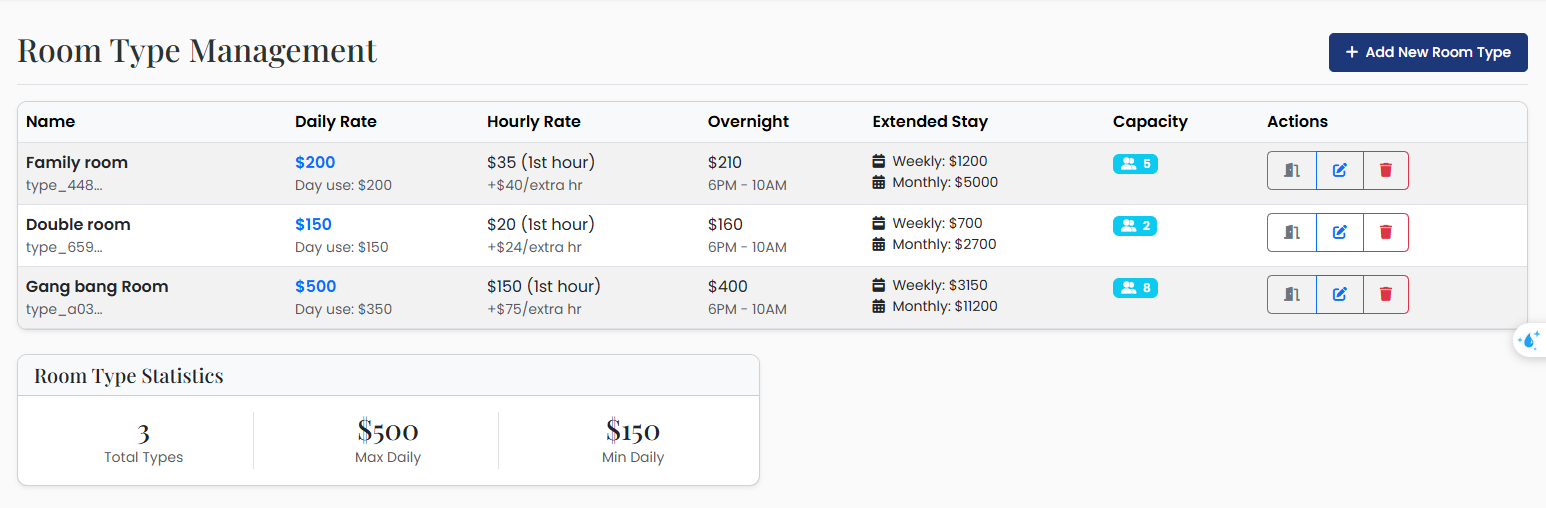 Room Type Management
+ Add New Room Type
Name Daily Rate Hourly Rate Overnight Extended Stay Capacity Actions
Family room $200 $35 (1st hour) $210 Weekly: $1200 5
type_448... Day use: $200 +$40/extra hr 6PM - 10AM Monthly: $5000
Double room $150 $20 (1st hour) $160 Weekly: $700 2
type_659... Day use: $150 +$24/extra hr 6PM - 10AM Monthly: $2700
Gang bang Room $500 $150 (1st hour) $400 Weekly: $3150 8
type_a03... Day use: $350 +$75/extra hr 6PM - 10AM Monthly: $11200
Room Type Statistics
3 $500 $150
Total Types Max Daily Min Daily